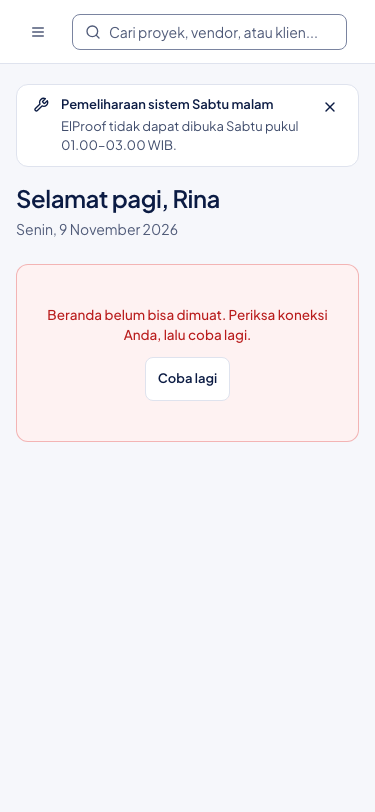 Cari proyek, vendor, atau klien...
Pemeliharaan sistem Sabtu malam
ElProof tidak dapat dibuka Sabtu pukul
01.00–03.00 WIB.
Selamat pagi, Rina
Senin, 9 November 2026
Beranda belum bisa dimuat. Periksa koneksi
Anda, lalu coba lagi.
Coba lagi